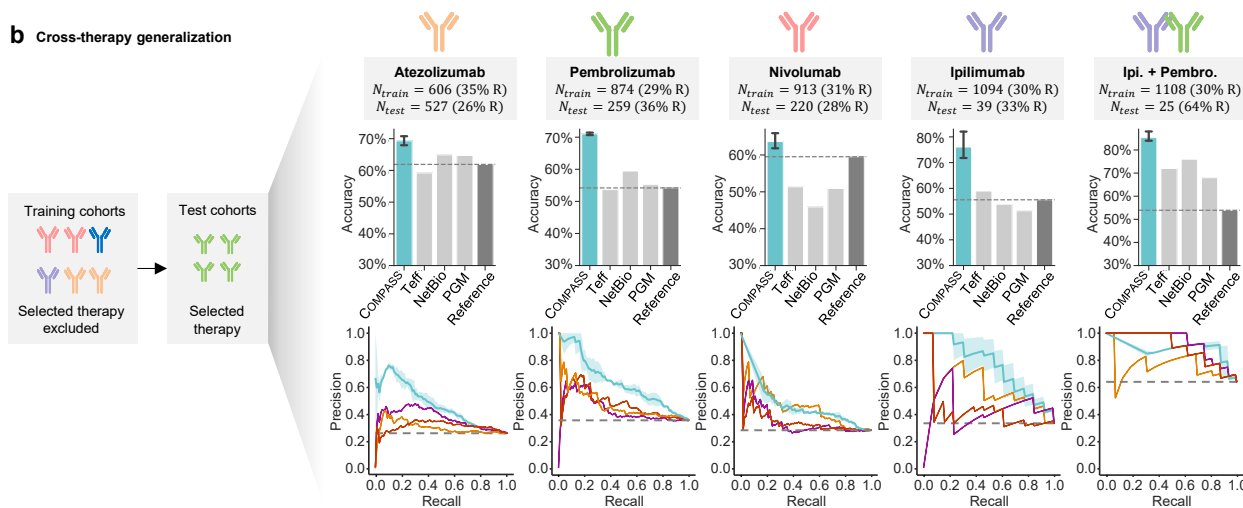 b Cross-therapy generalization
Training cohorts
Selected therapy
excluded
Test cohorts
Selected
therapy
Atezolizumab
N_train = 606 (35% R)
N_test = 527 (26% R)
70%
60%
50%
40%
30%
Accuracy
COMPASS
Teff
NetBio
PGM
Reference
1.0
0.8
0.6
0.4
0.2
0.0
Precision
0.0 0.2 0.4 0.6 0.8 1.0
Recall
Pembrolizumab
N_train = 874 (29% R)
N_test = 259 (36% R)
70%
60%
50%
40%
30%
Accuracy
COMPASS
Teff
NetBio
PGM
Reference
1.0
0.8
0.6
0.4
0.2
0.0
Precision
0.0 0.2 0.4 0.6 0.8 1.0
Recall
Nivolumab
N_train = 913 (31% R)
N_test = 220 (28% R)
60%
50%
40%
30%
Accuracy
COMPASS
Teff
NetBio
PGM
Reference
1.0
0.8
0.6
0.4
0.2
0.0
Precision
0.0 0.2 0.4 0.6 0.8 1.0
Recall
Ipilimumab
N_train = 1094 (30% R)
N_test = 39 (33% R)
80%
70%
60%
50%
40%
30%
Accuracy
COMPASS
Teff
NetBio
PGM
Reference
1.0
0.8
0.6
0.4
0.2
0.0
Precision
0.0 0.2 0.4 0.6 0.8 1.0
Recall
Ipi. + Pembro.
N_train = 1108 (30% R)
N_test = 25 (64% R)
80%
70%
60%
50%
40%
30%
Accuracy
COMPASS
Teff
NetBio
PGM
Reference
1.0
0.8
0.6
0.4
0.2
0.0
Precision
0.0 0.2 0.4 0.6 0.8 1.0
Recall